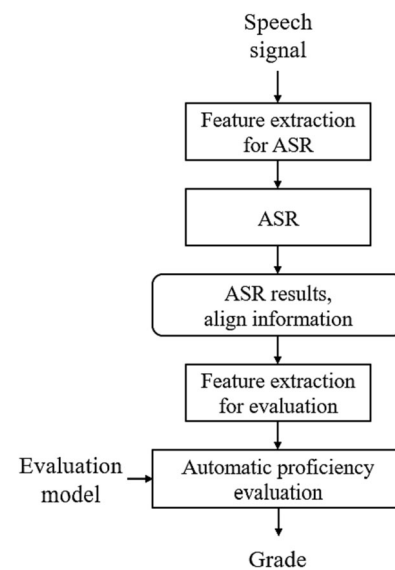 Speech
signal
Feature extraction
for ASR
ASR
ASR results,
align information
Feature extraction
for evaluation
Evaluation
model
Automatic proficiency
evaluation
Grade